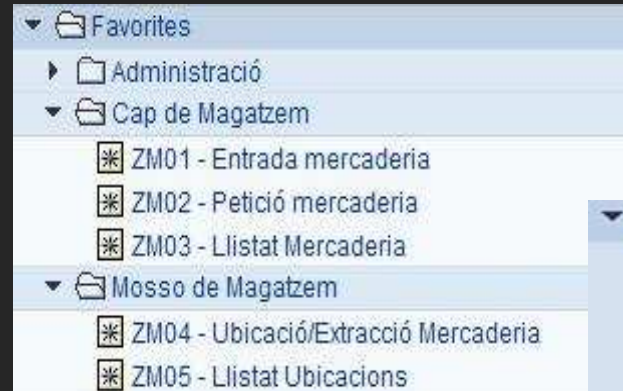 Favorites
Administració
Cap de Magatzem
ZM01 - Entrada mercaderia
ZM02 - Petició mercaderia
ZM03 - Llistat Mercaderia
Mosso de Magatzem
ZM04 - Ubicació/Extracció Mercaderia
ZM05 - Llistat Ubicacions